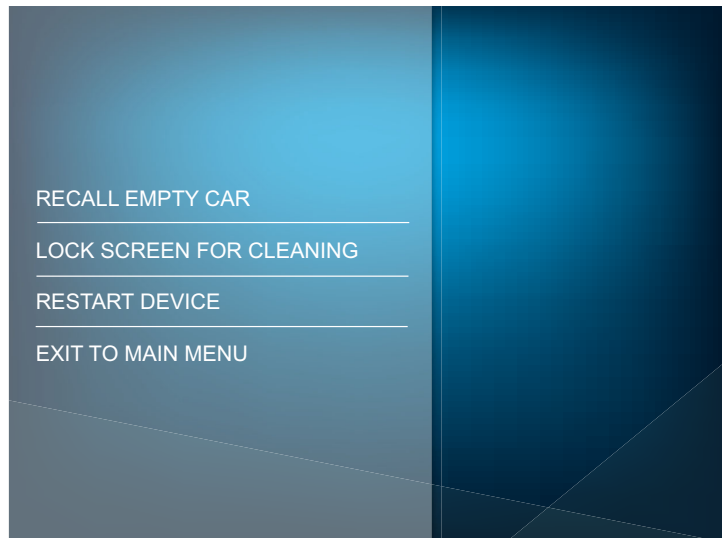 RECALL EMPTY CAR
LOCK SCREEN FOR CLEANING
RESTART DEVICE
EXIT TO MAIN MENU